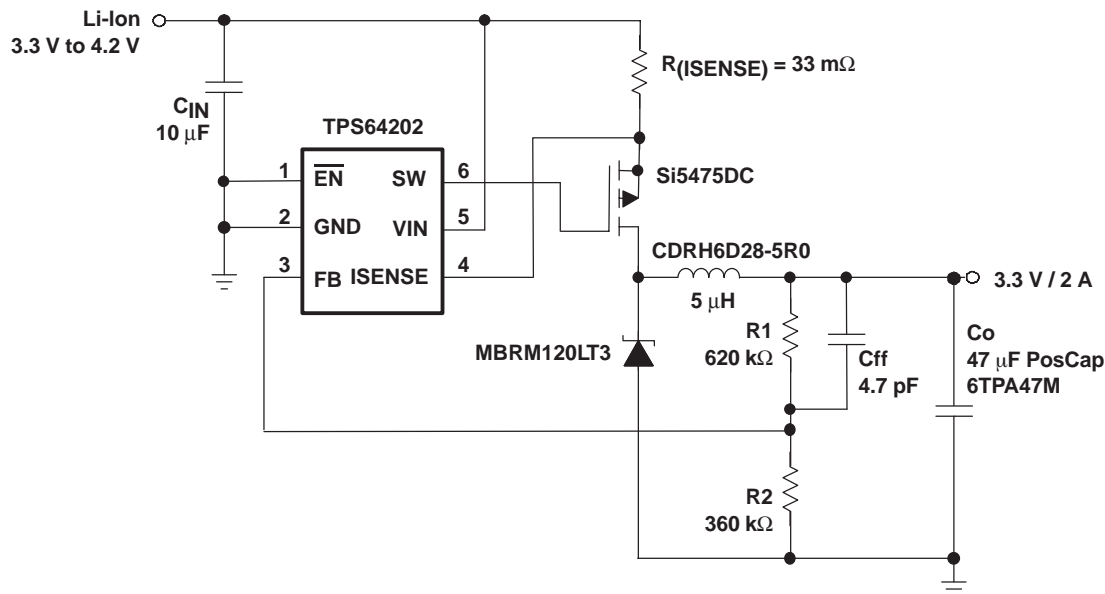 Li-Ion
3.3 V to 4.2 V
R(ISENSE) = 33 mΩ
CIN
10 μF
TPS64202
1
EN
SW
6
Si5475DC
2
GND
VIN
5
3
FB
ISENSE
4
CDRH6D28-5R0
5 μH
3.3 V / 2 A
MBRM120LT3
R1
620 kΩ
Cff
4.7 pF
Co
47 μF PosCap
6TPA47M
R2
360 kΩ